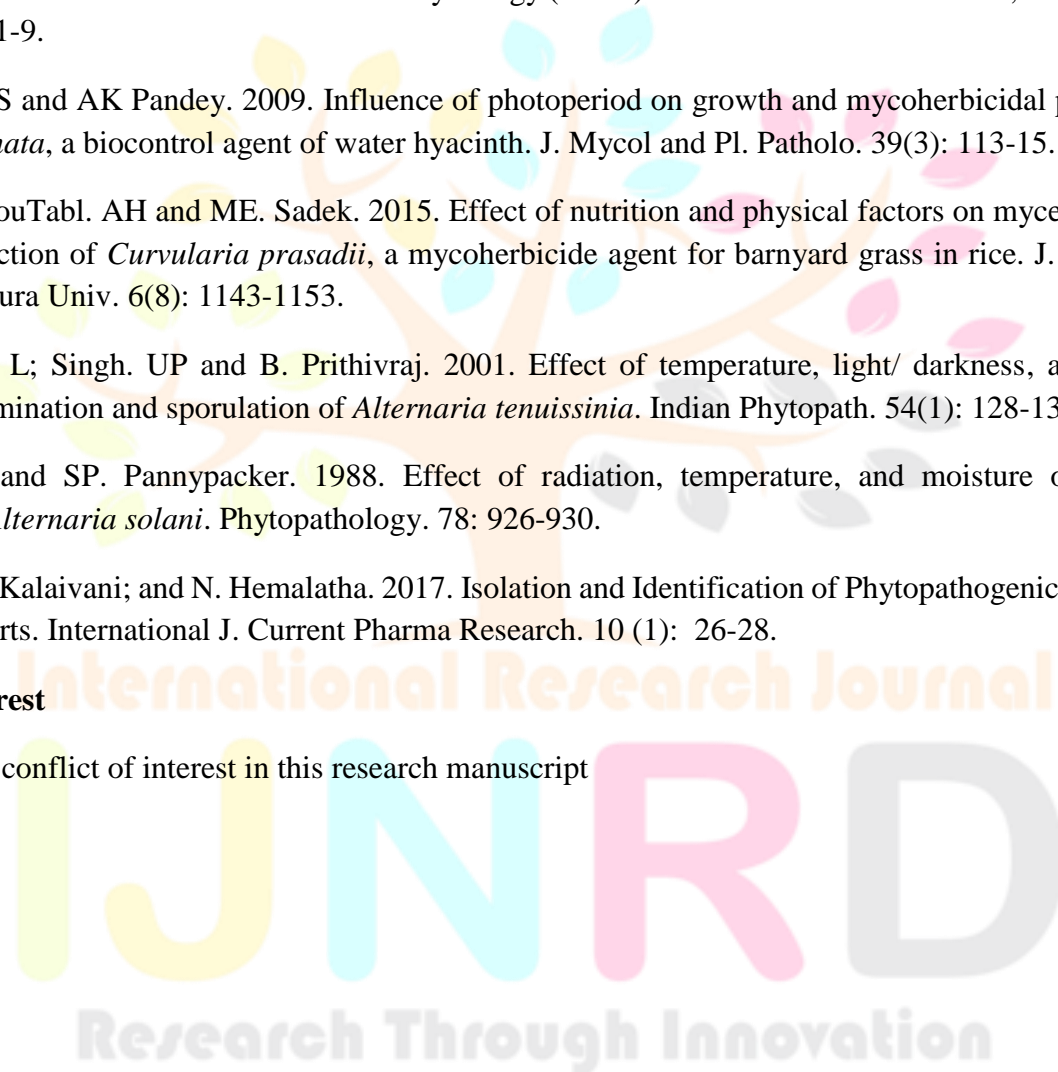 1-9.
S and AK Pandey. 2009. Influence of photoperiod on growth and mycoherbicidal p
nata, a biocontrol agent of water hyacinth. J. Mycol and Pl. Patholo. 39(3): 113-15.
ouTabl. AH and ME. Sadek. 2015. Effect of nutrition and physical factors on myce
ction of Curvularia prasadii, a mycoherbicide agent for barnyard grass in rice. J.
ura Univ. 6(8): 1143-1153.
L; Singh. UP and B. Prithivraj. 2001. Effect of temperature, light/ darkness, a
mination and sporulation of Alternaria tenuissinia. Indian Phytopath. 54(1): 128-13
and SP. Pannypacker. 1988. Effect of radiation, temperature, and moisture o
lternaria solani. Phytopathology. 78: 926-930.
Kalaivani; and N. Hemalatha. 2017. Isolation and Identification of Phytopathogenic
rts. International J. Current Pharma Research. 10 (1): 26-28.
International Research Journal
rest
conflict of interest in this research manuscript
IJNRD
Research Through Innovation